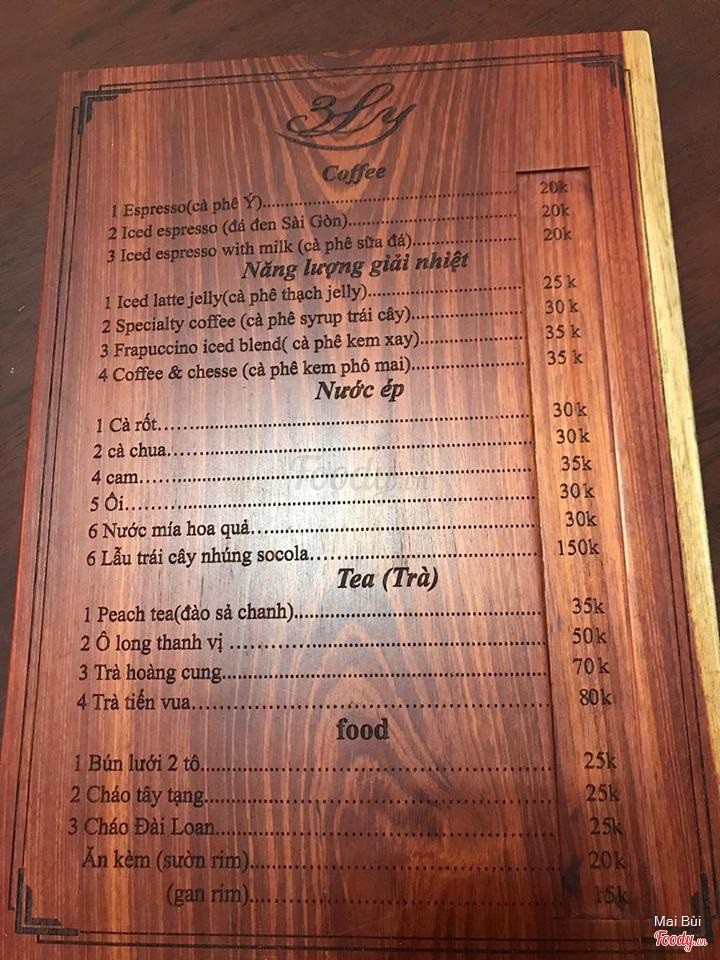 3Ly
Coffee
1 Espresso(cà phê Ý)........ 20k
2 Iced espresso (đá đen Sài Gòn)........ 20k
3 Iced espresso with milk (cà phê sữa đá)........ 20k
Năng lượng giải nhiệt
1 Iced latte jelly(cà phê thạch jelly)........ 25 k
2 Specialty coffee (cà phê syrup trái cây)........ 30 k
3 Frapuccino iced blend( cà phê kem xay)........ 35 k
4 Coffee & chesse (cà phê kem phô mai)........ 35 k
Nước ép
1 Cà rốt........ 30k
2 cà chua........ 30k
4 cam........ 35k
5 Ổi........ 30k
6 Nước mía hoa quả........ 30k
6 Lẩu trái cây nhúng socola........ 150k
Tea (Trà)
1 Peach tea(đào sả chanh)........ 35k
2 Ô long thanh vị ........ 50k
3 Trà hoàng cung........ 70k
4 Trà tiến vua........ 80k
food
1 Bún lưới 2 tô........ 25k
2 Cháo tây tạng........ 25k
3 Cháo Đài Loan........ 25k
Ăn kèm (sườn rim)........ 20k
(gan rim)........ 15k
Mai Bùi
Foody.vn